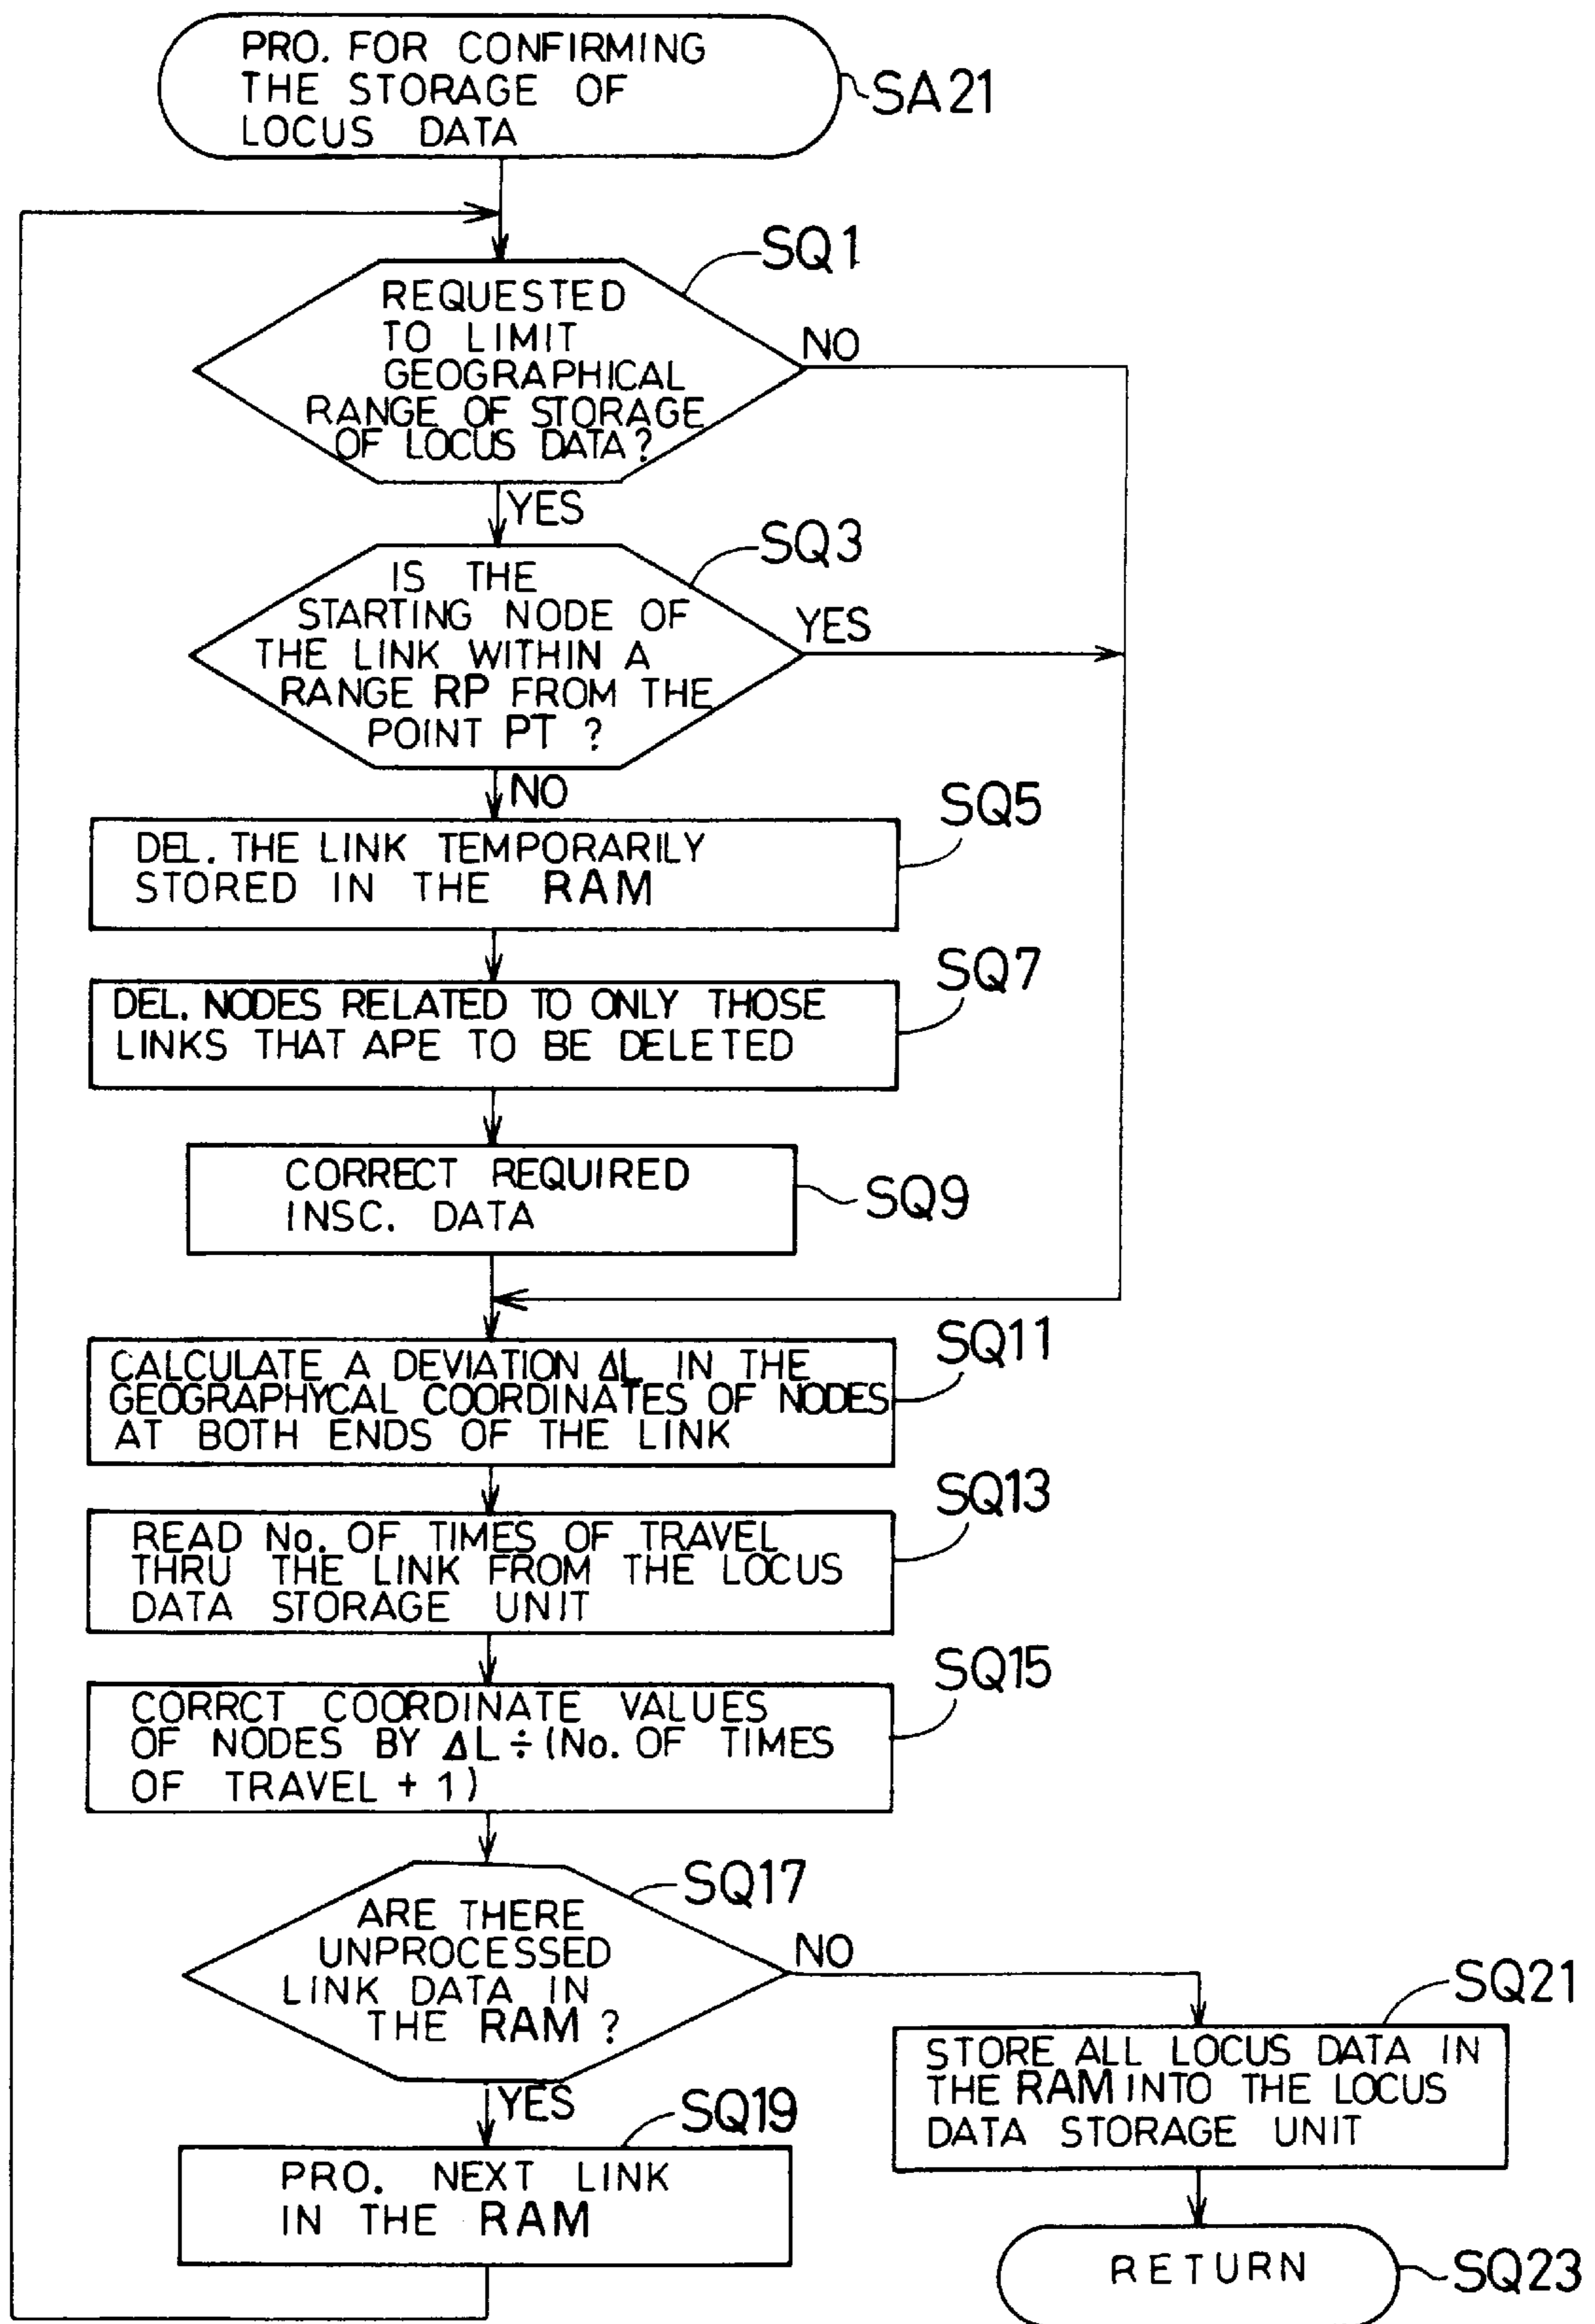 PRO. FOR CONFIRMING
THE STORAGE OF
LOCUS DATA
SA21
SQ1
REQUESTED
TO LIMIT
GEOGRAPHICAL
RANGE OF STORAGE
OF LOCUS DATA?
NO
YES
SQ3
IS THE
STARTING NODE OF
THE LINK WITHIN A
RANGE RP FROM THE
POINT PT ?
YES
NO
SQ5
DEL. THE LINK TEMPORARILY
STORED IN THE RAM
SQ7
DEL. NODES RELATED TO ONLY THOSE
LINKS THAT APE TO BE DELETED
CORRECT REQUIRED
INSC. DATA
SQ9
SQ11
CALCULATE A DEVIATION ΔL IN THE
GEOGRAPHYCAL COORDINATES OF NODES
AT BOTH ENDS OF THE LINK
SQ13
READ No. OF TIMES OF TRAVEL
THRU THE LINK FROM THE LOCUS
DATA STORAGE UNIT
SQ15
CORRCT COORDINATE VALUES
OF NODES BY ΔL ÷ (No. OF TIMES
OF TRAVEL + 1)
SQ17
ARE THERE
UNPROCESSED
LINK DATA IN
THE RAM ?
NO
YES
SQ19
PRO. NEXT LINK
IN THE RAM
SQ21
STORE ALL LOCUS DATA IN
THE RAM INTO THE LOCUS
DATA STORAGE UNIT
RETURN
SQ23